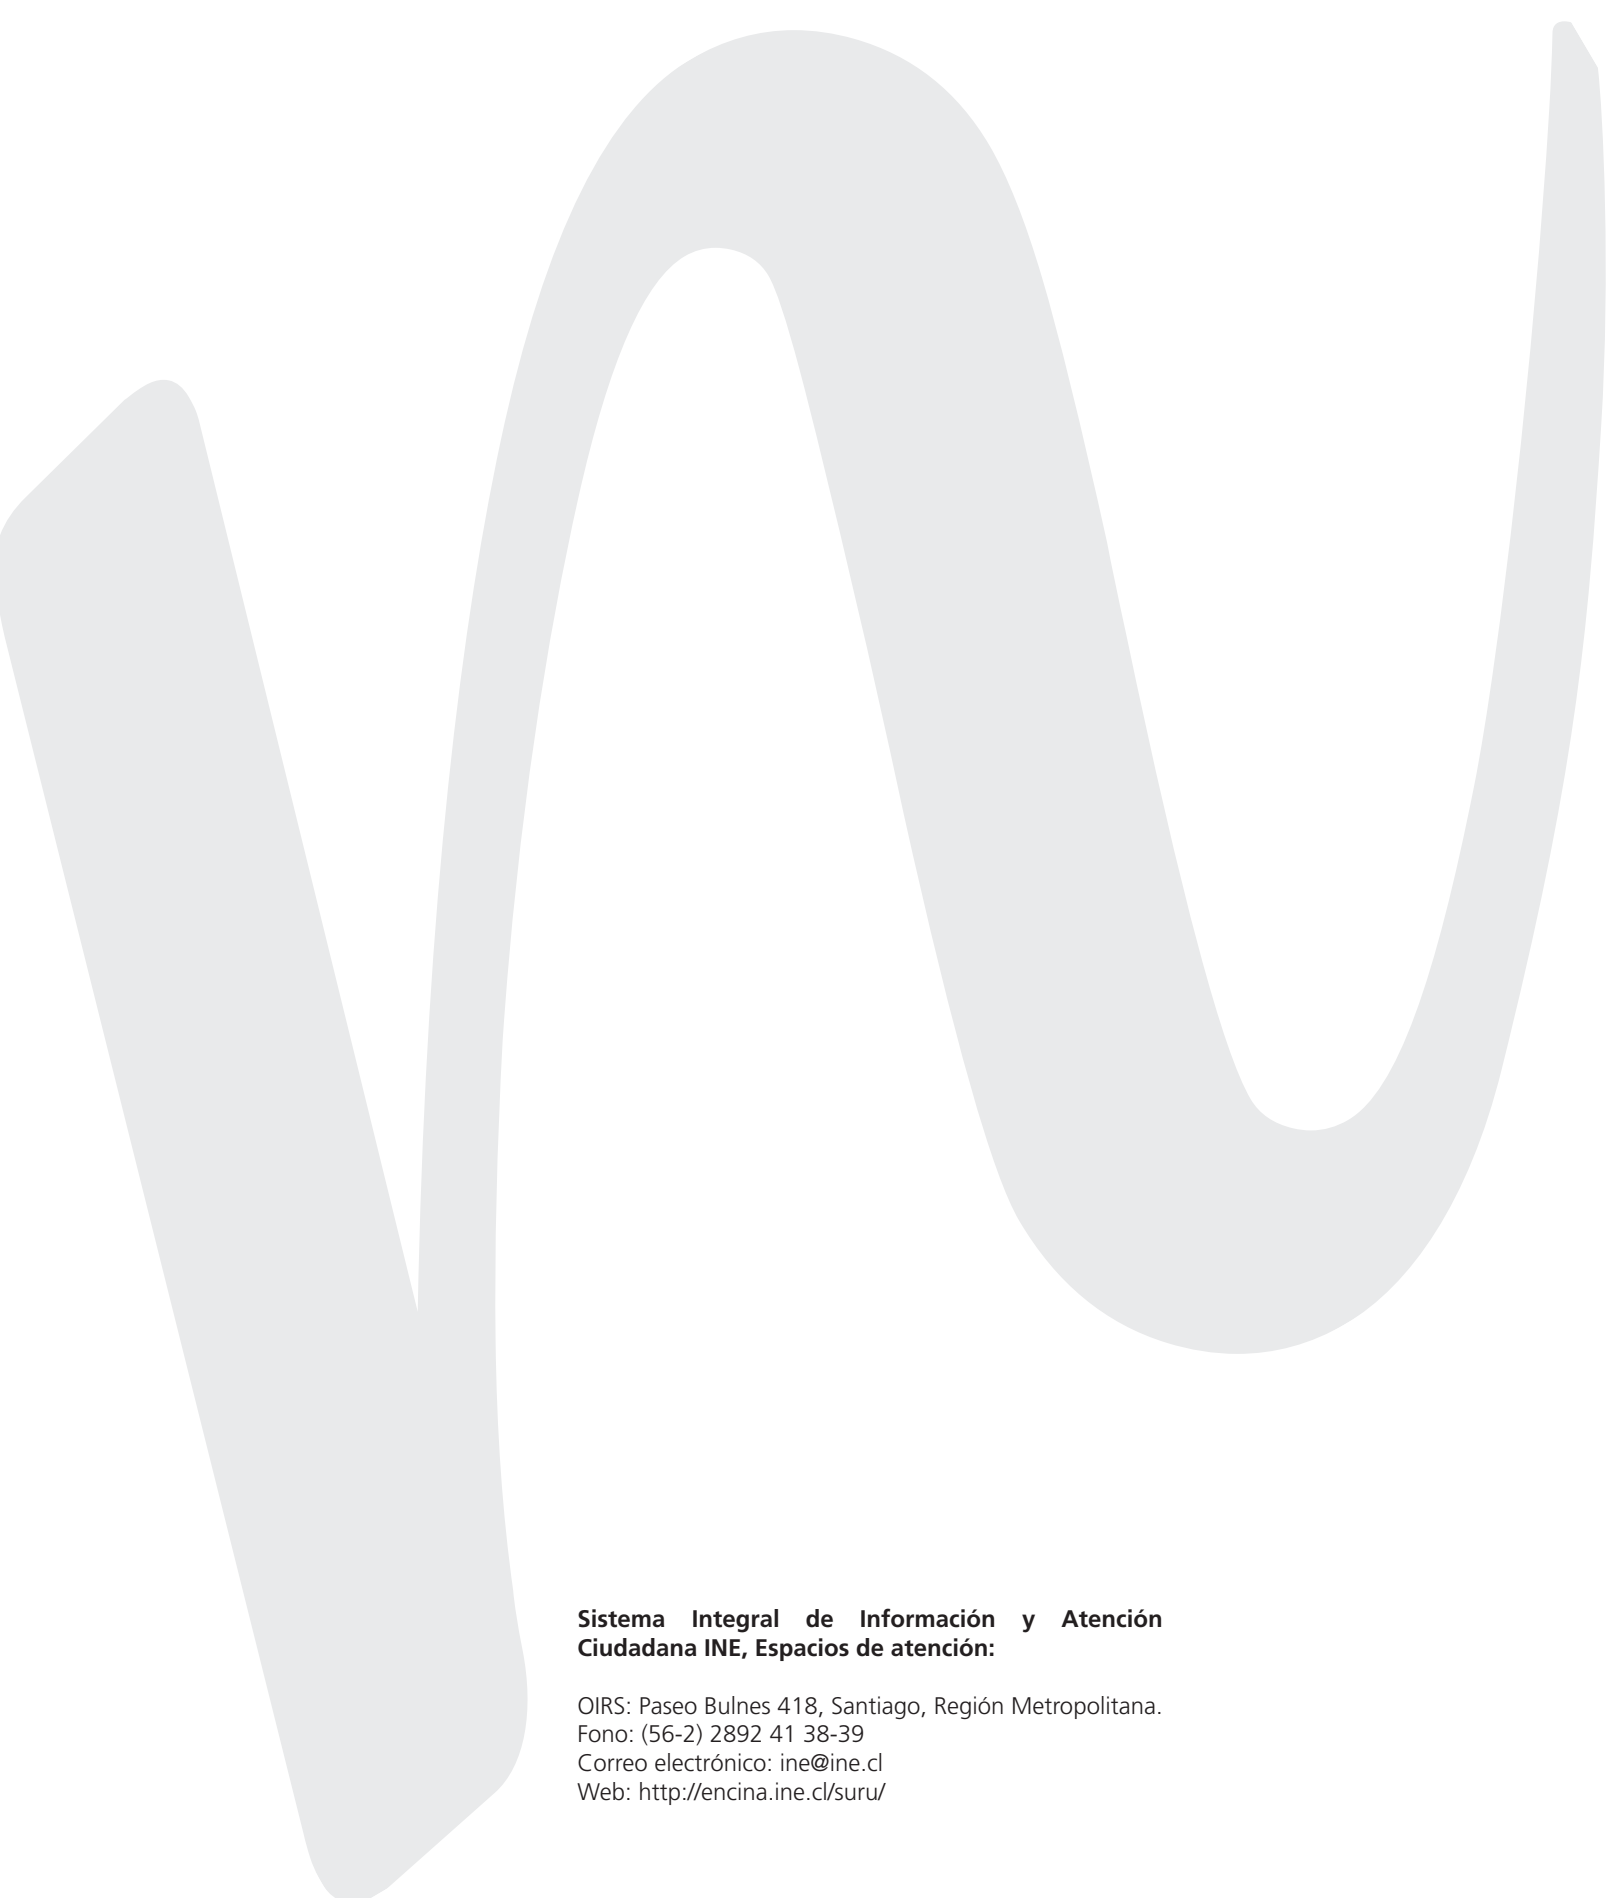 Sistema Integral de Información y Atención
Ciudadana INE, Espacios de atención:
OIRS: Paseo Bulnes 418, Santiago, Región Metropolitana.
Fono: (56-2) 2892 41 38-39
Correo electrónico: ine@ine.cl
Web: http://encina.ine.cl/suru/